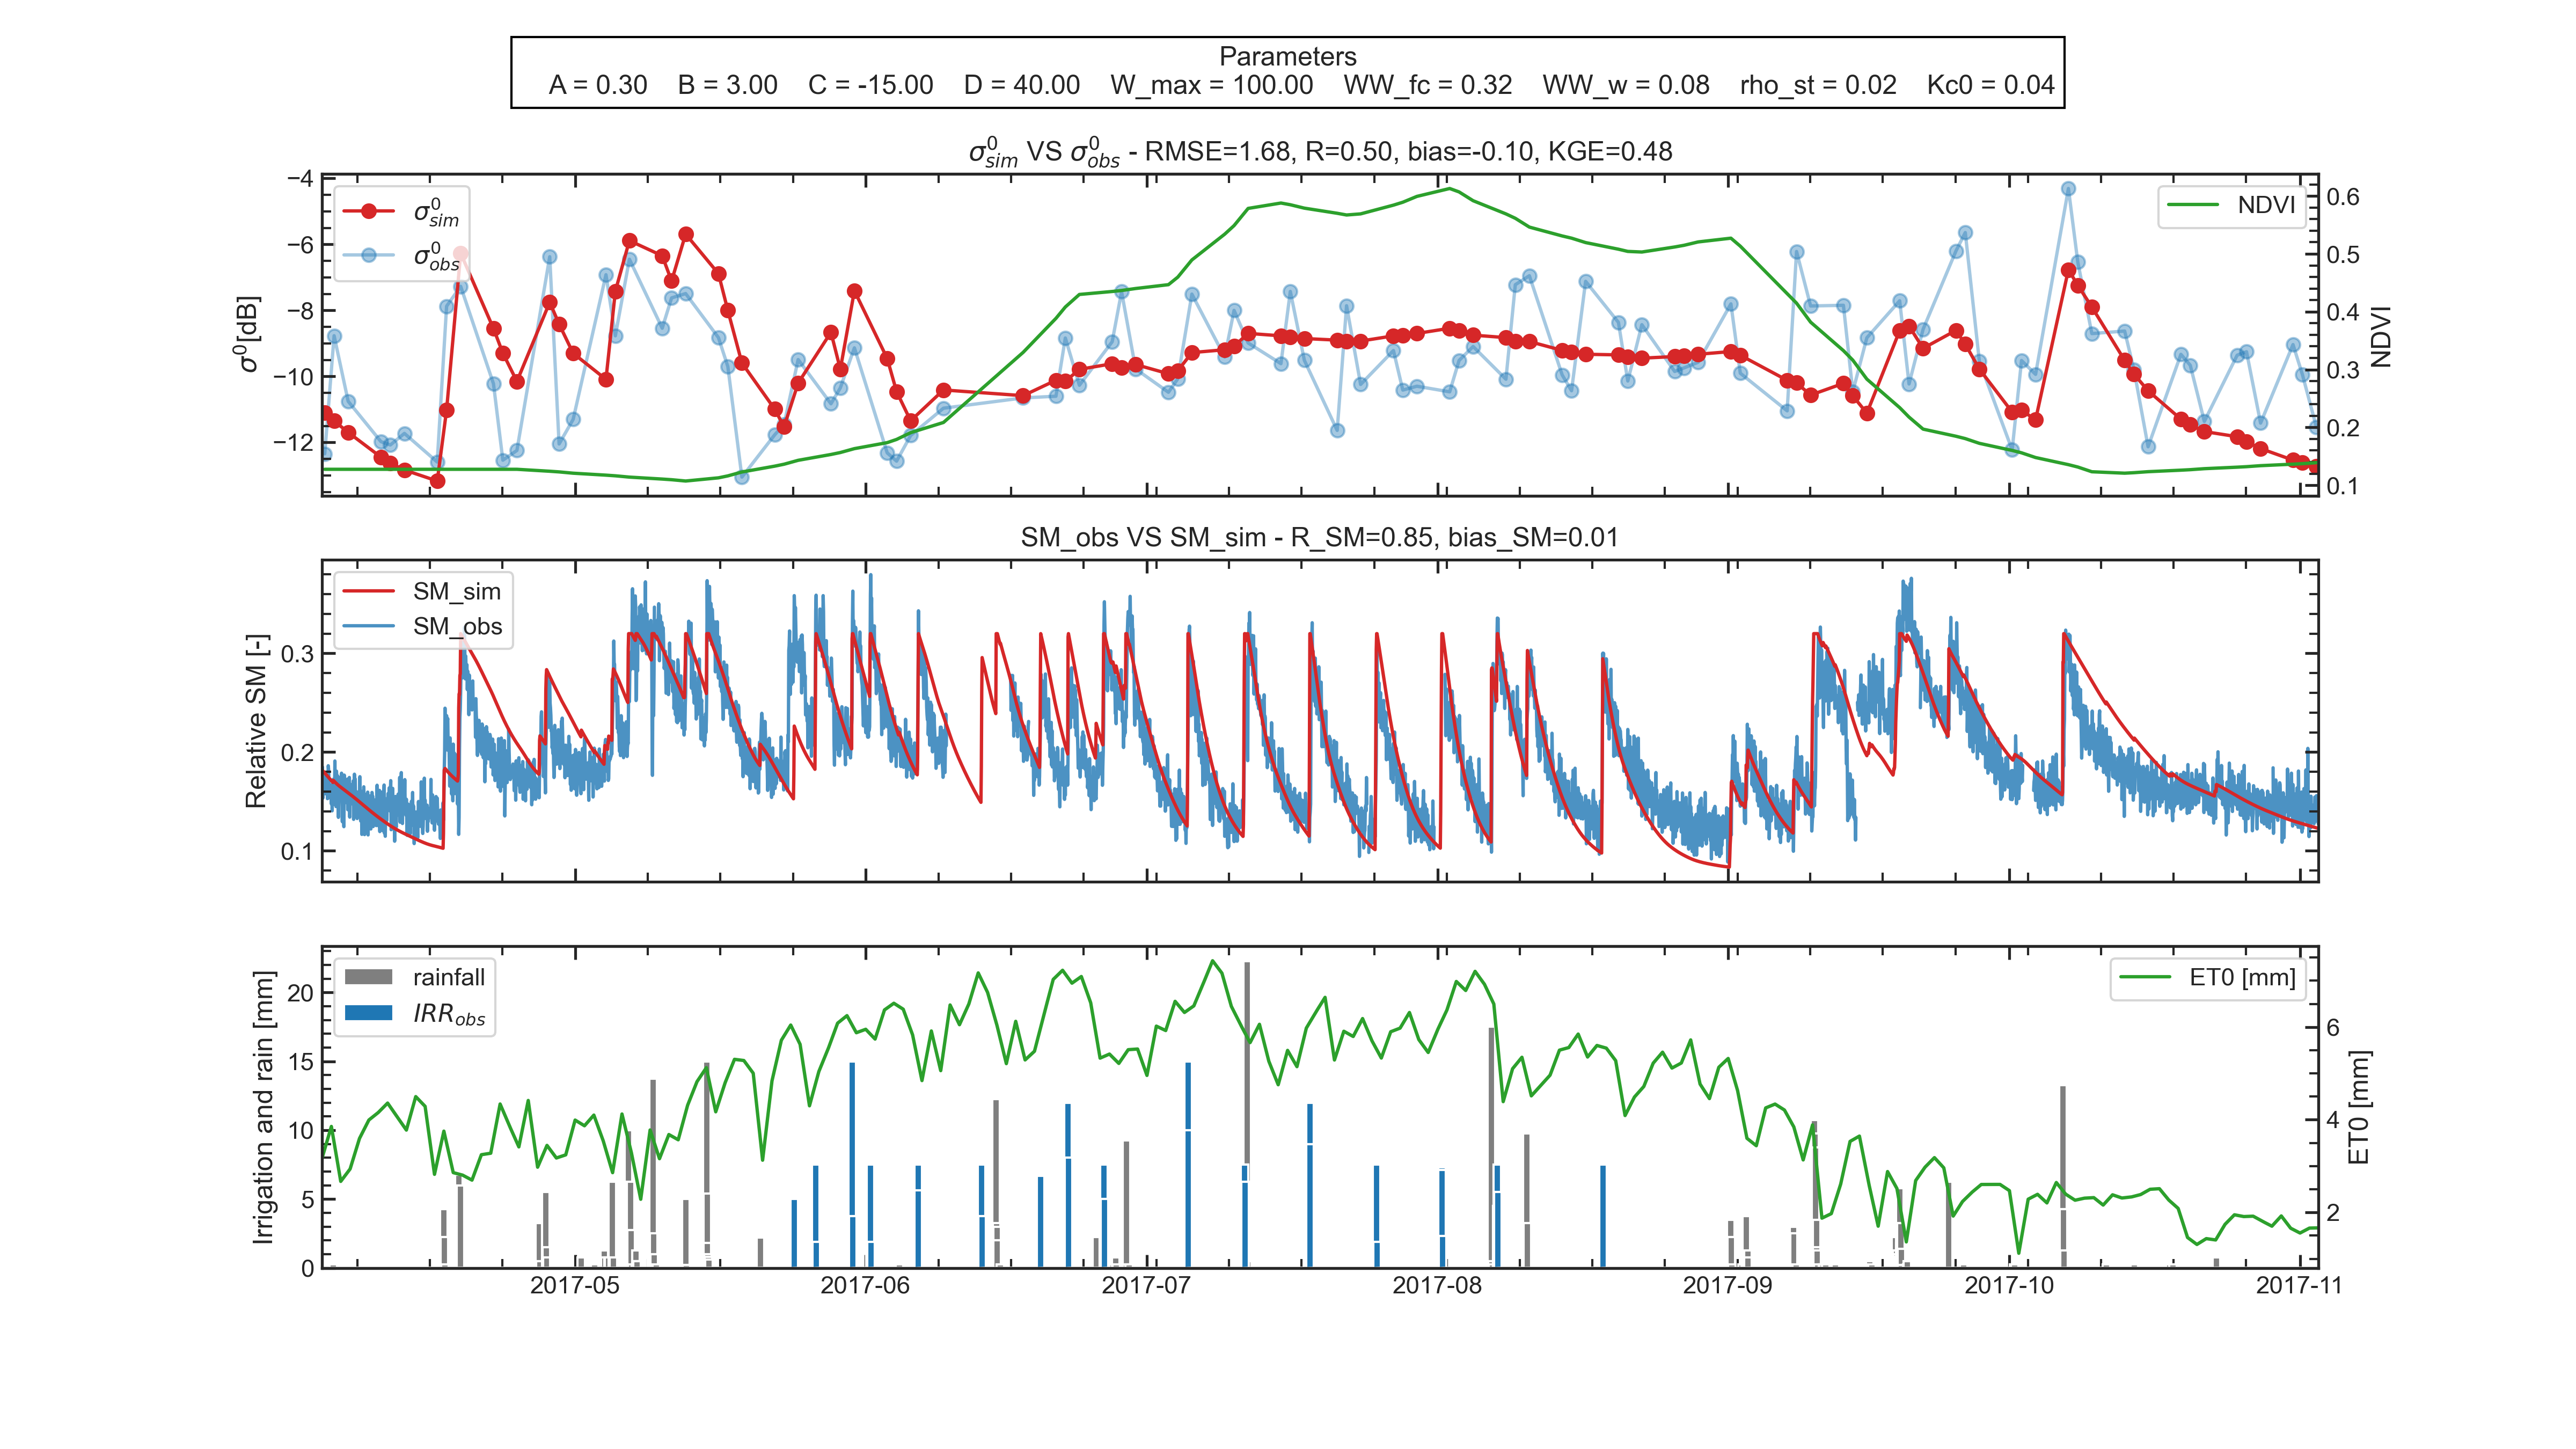 Parameters
A = 0.30 B = 3.00 C = -15.00 D = 40.00 W_max = 100.00 WW_fc = 0.32 WW_w = 0.08 rho_st = 0.02 Kc0 = 0.04
σ⁰sim VS σ⁰obs - RMSE=1.68, R=0.50, bias=-0.10, KGE=0.48
σ⁰sim
σ⁰obs
NDVI
−4
−6
−8
−10
−12
σ⁰[dB]
0.6
0.5
0.4
0.3
0.2
0.1
NDVI
SM_obs VS SM_sim - R_SM=0.85, bias_SM=0.01
SM_sim
SM_obs
0.3
0.2
0.1
Relative SM [-]
rainfall
IRRobs
ET0 [mm]
20
15
10
5
0
Irrigation and rain [mm]
6
4
2
ET0 [mm]
2017-05 2017-06 2017-07 2017-08 2017-09 2017-10 2017-11